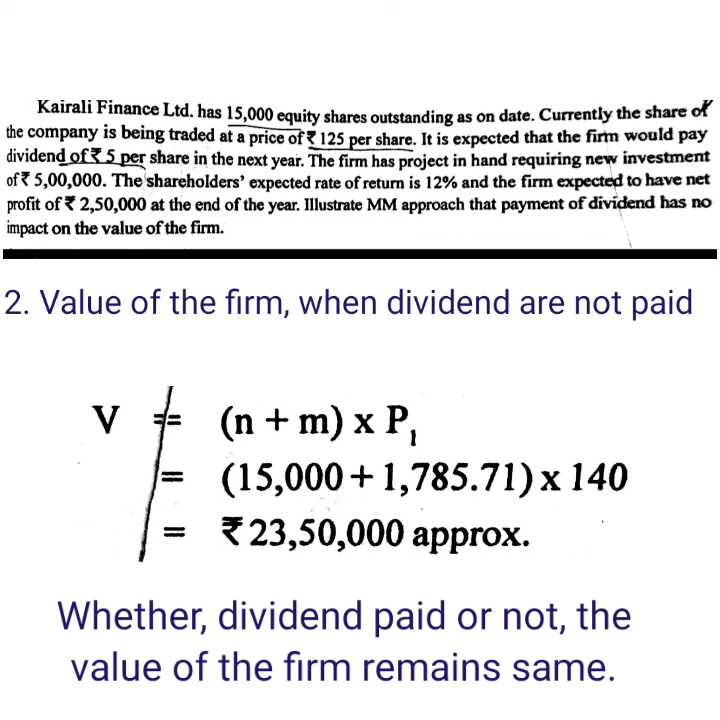 Kairali Finance Ltd. has 15,000 equity shares outstanding as on date. Currently the share of
the company is being traded at a price of ₹ 125 per share. It is expected that the firm would pay
dividend of ₹ 5 per share in the next year. The firm has project in hand requiring new investment
of ₹ 5,00,000. The shareholders' expected rate of return is 12% and the firm expected to have net
profit of ₹ 2,50,000 at the end of the year. Illustrate MM approach that payment of dividend has no
impact on the value of the firm.
2. Value of the firm, when dividend are not paid
V = (n + m) x P₁
= (15,000 + 1,785.71) x 140
= ₹ 23,50,000 approx.
Whether, dividend paid or not, the
value of the firm remains same.